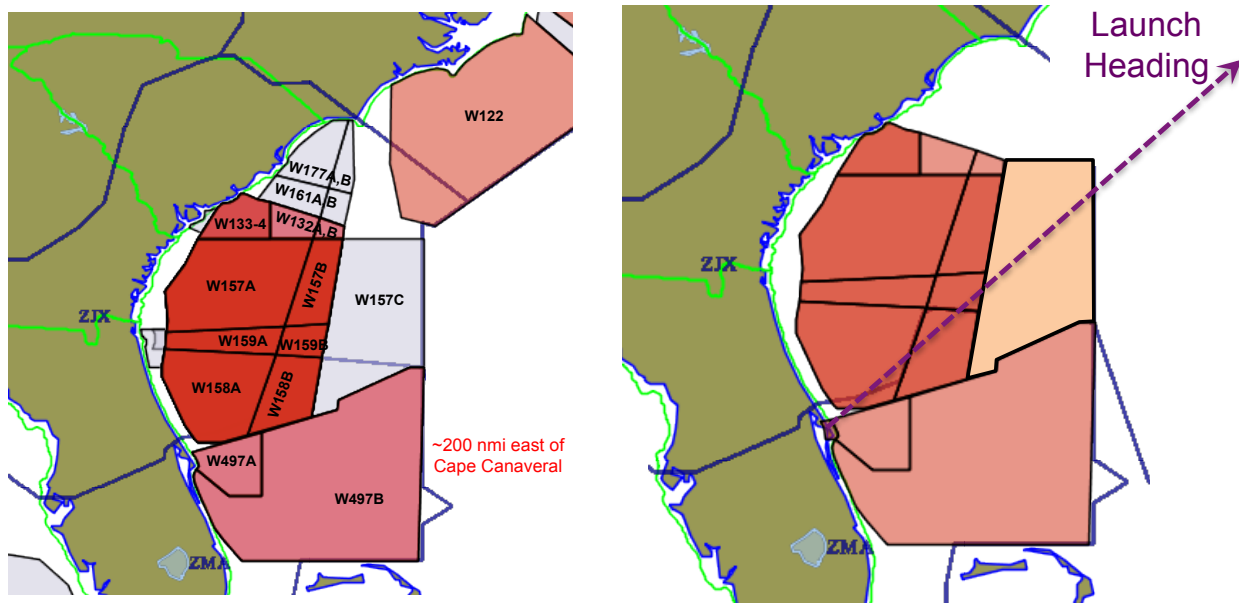 W122
W177A,B
W161A,B
W133-4
W132A,B
W157A
W157B
W157C
ZJX
W159A
W159B
W158A
W158B
W497A
~200 nmi east of
Cape Canaveral
W497B
ZMA
Launch
Heading
ZJX
ZMA